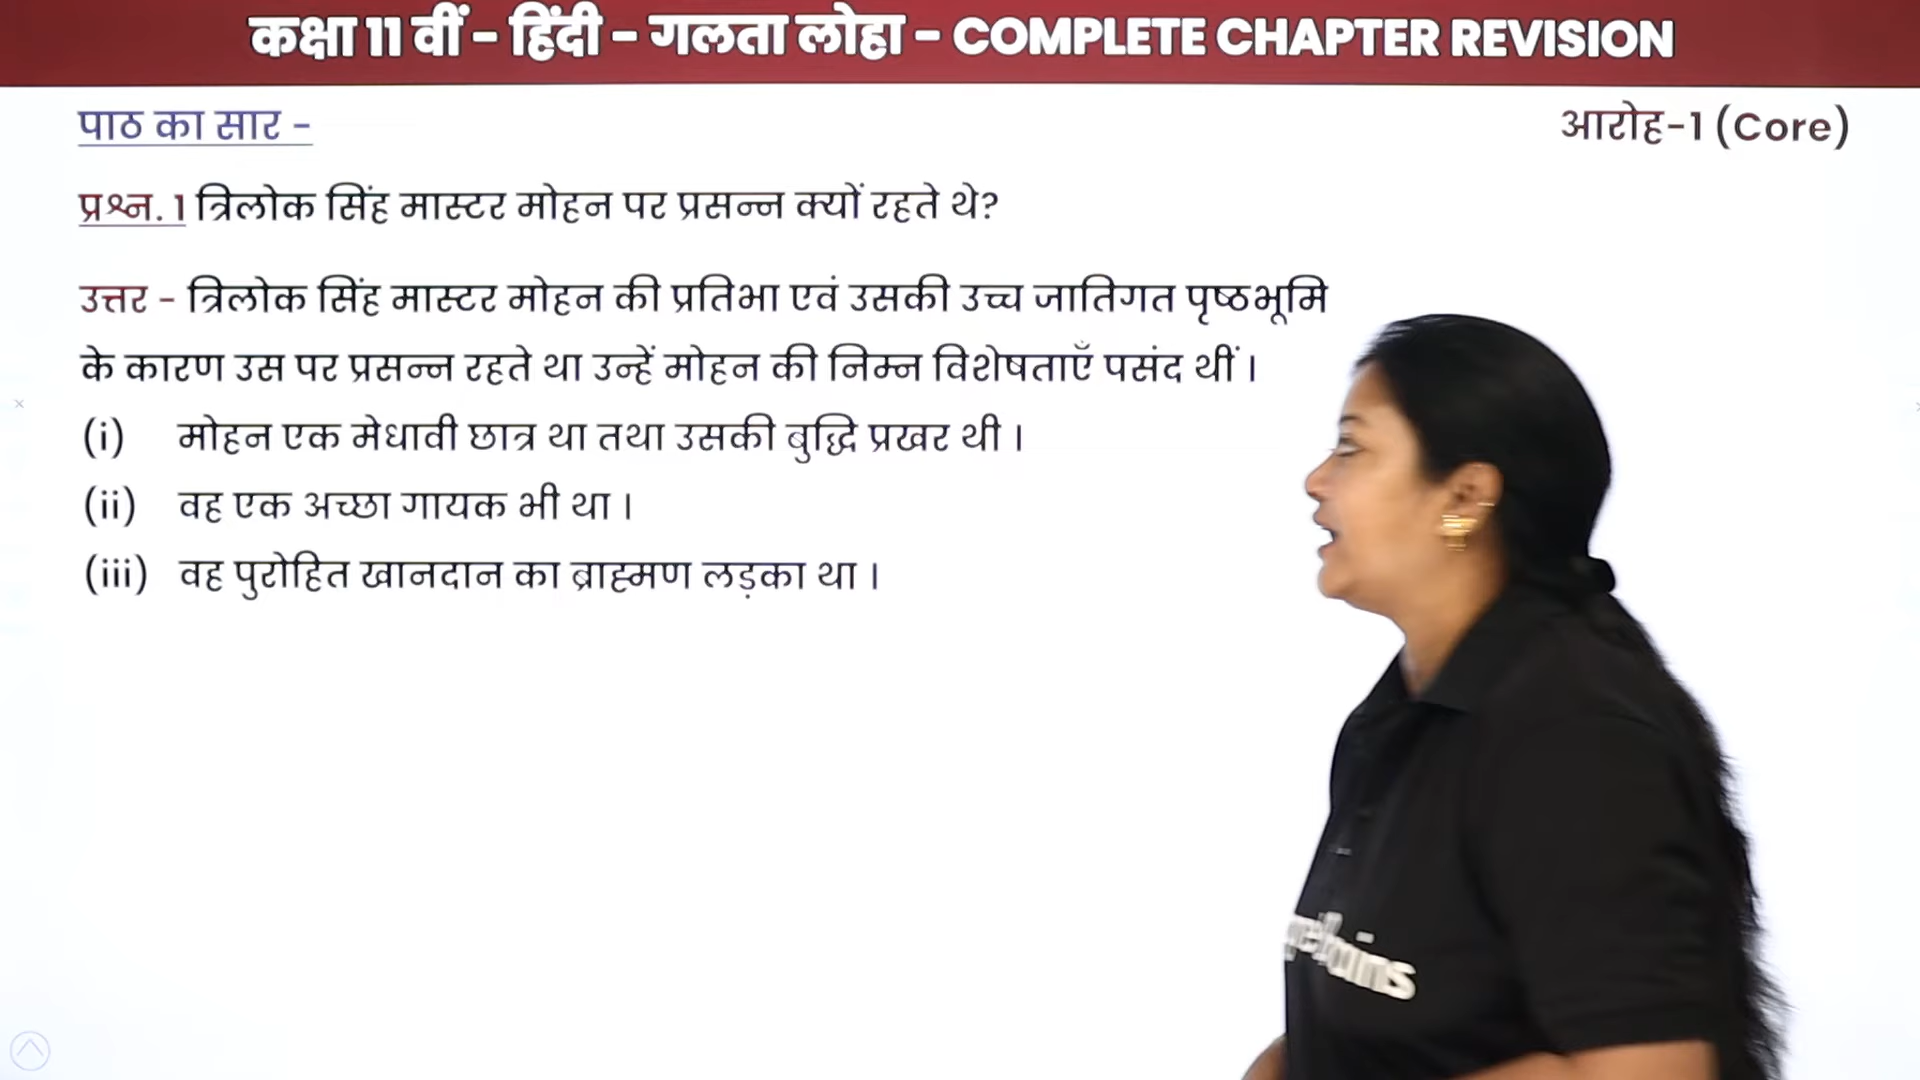 कक्षा 11 वीं - हिंदी - गलता लोहा - COMPLETE CHAPTER REVISION
पाठ का सार -
आरोह-1 (Core)
प्रश्न. 1 त्रिलोक सिंह मास्टर मोहन पर प्रसन्न क्यों रहते थे?
उत्तर - त्रिलोक सिंह मास्टर मोहन की प्रतिभा एवं उसकी उच्च जातिगत पृष्ठभूमि
के कारण उस पर प्रसन्न रहते था उन्हें मोहन की निम्न विशेषताएँ पसंद थीं ।
(i) मोहन एक मेधावी छात्र था तथा उसकी बुद्धि प्रखर थी ।
(ii) वह एक अच्छा गायक भी था ।
(iii) वह पुरोहित खानदान का ब्राह्मण लड़का था ।